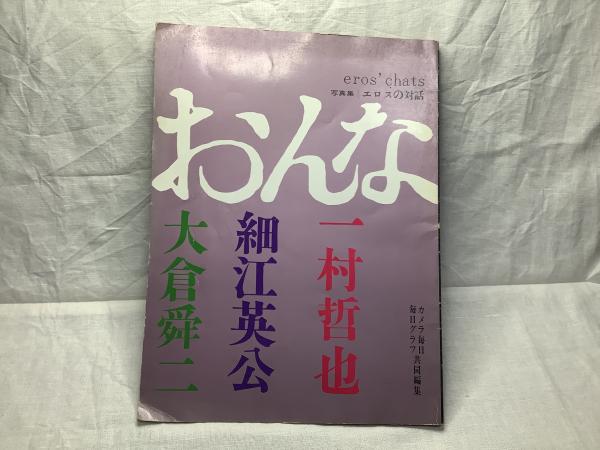 eros' chats
写真集 エロスの対話
おんな
一村哲也
細江英公
大倉舜二
カメラ毎日
毎日グラフ
共同編集